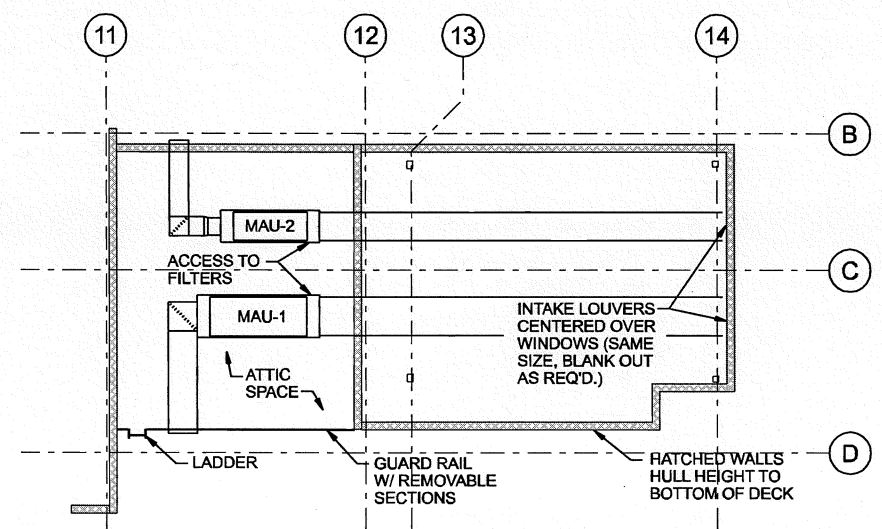 11
12
13
14
B
MAU-2
ACCESS TO
FILTERS
C
MAU-1
INTAKE LOUVERS
CENTERED OVER
WINDOWS (SAME
SIZE, BLANK OUT
AS REQ'D.)
ATTIC
SPACE
LADDER
GUARD RAIL
W/ REMOVABLE
SECTIONS
HATCHED WALLS
HULL HEIGHT TO
BOTTOM OF DECK
D